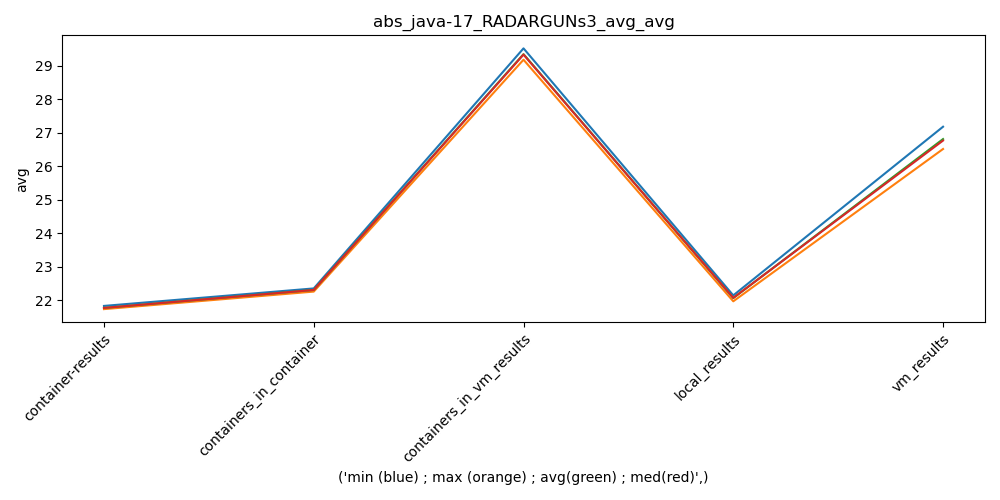 abs_java-17_RADARGUNs3_avg_avg
29
28
27
26
25
24
23
22
avg
container-results
containers_in_container
containers_in_vm_results
local_results
vm_results
('min (blue) ; max (orange) ; avg(green) ; med(red)',)